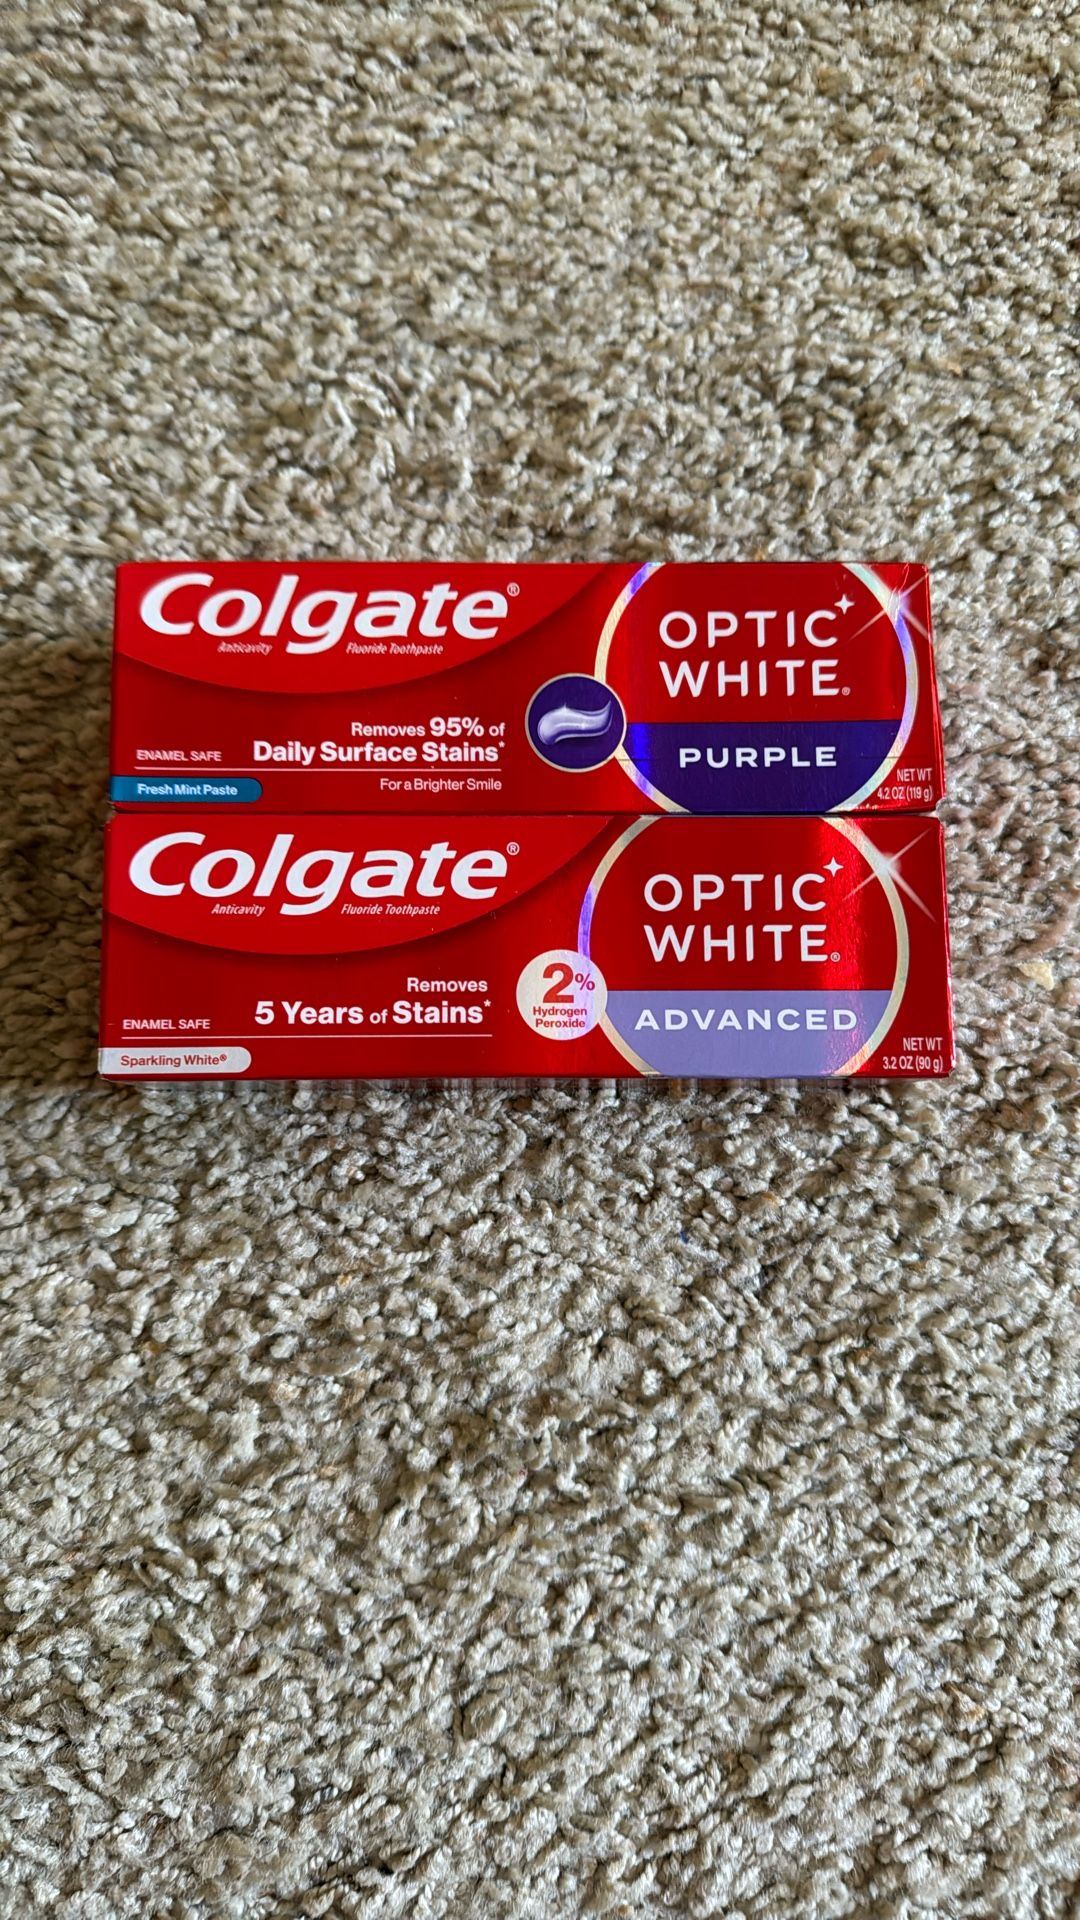 Colgate®
Anticavity Fluoride Toothpaste
OPTIC
WHITE®
PURPLE
Removes 95% of
Daily Surface Stains*
For a Brighter Smile
ENAMEL SAFE
Fresh Mint Paste
NET WT
4.2 OZ (119 g)
Colgate®
Anticavity Fluoride Toothpaste
OPTIC
WHITE®
ADVANCED
Removes
5 Years of Stains*
2%
Hydrogen
Peroxide
ENAMEL SAFE
Sparkling White®
NET WT
3.2 OZ (90 g)